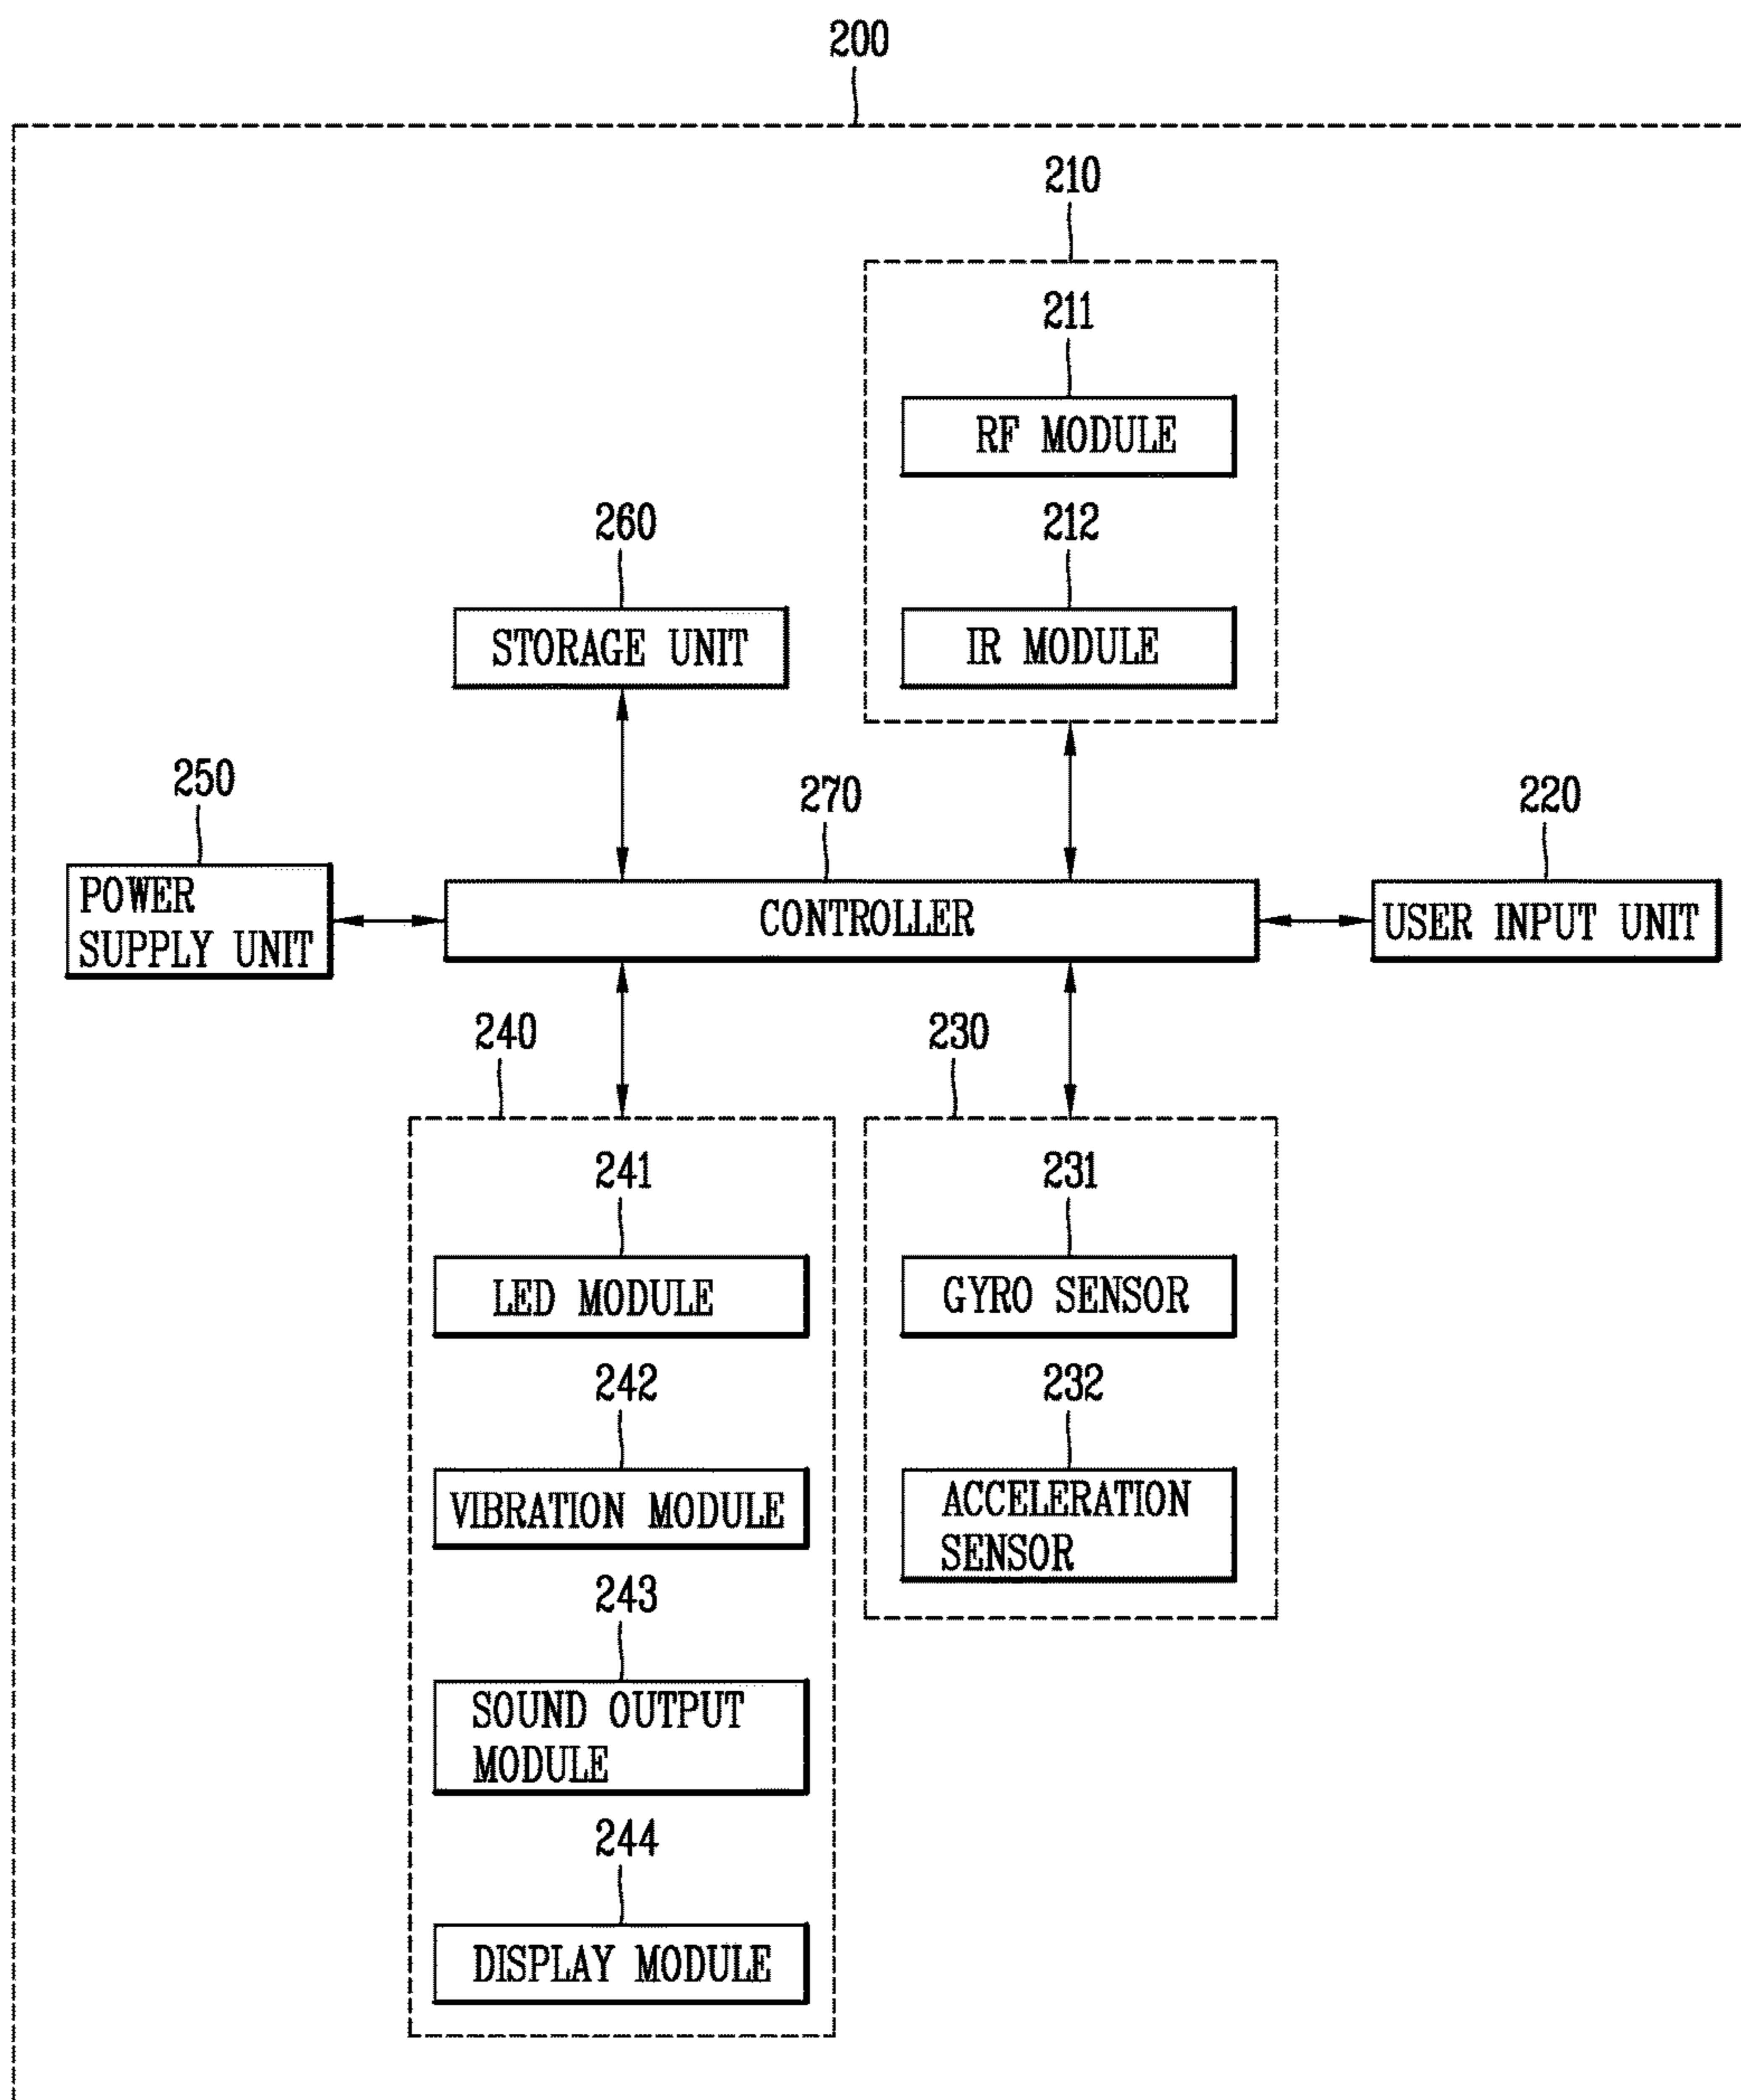 200
210
211
RF MODULE
260
212
STORAGE UNIT
IR MODULE
250
270
220
POWER
SUPPLY UNIT
CONTROLLER
USER INPUT UNIT
240
230
241
231
LED MODULE
GYRO SENSOR
242
232
VIBRATION MODULE
ACCELERATION
SENSOR
243
SOUND OUTPUT
MODULE
244
DISPLAY MODULE